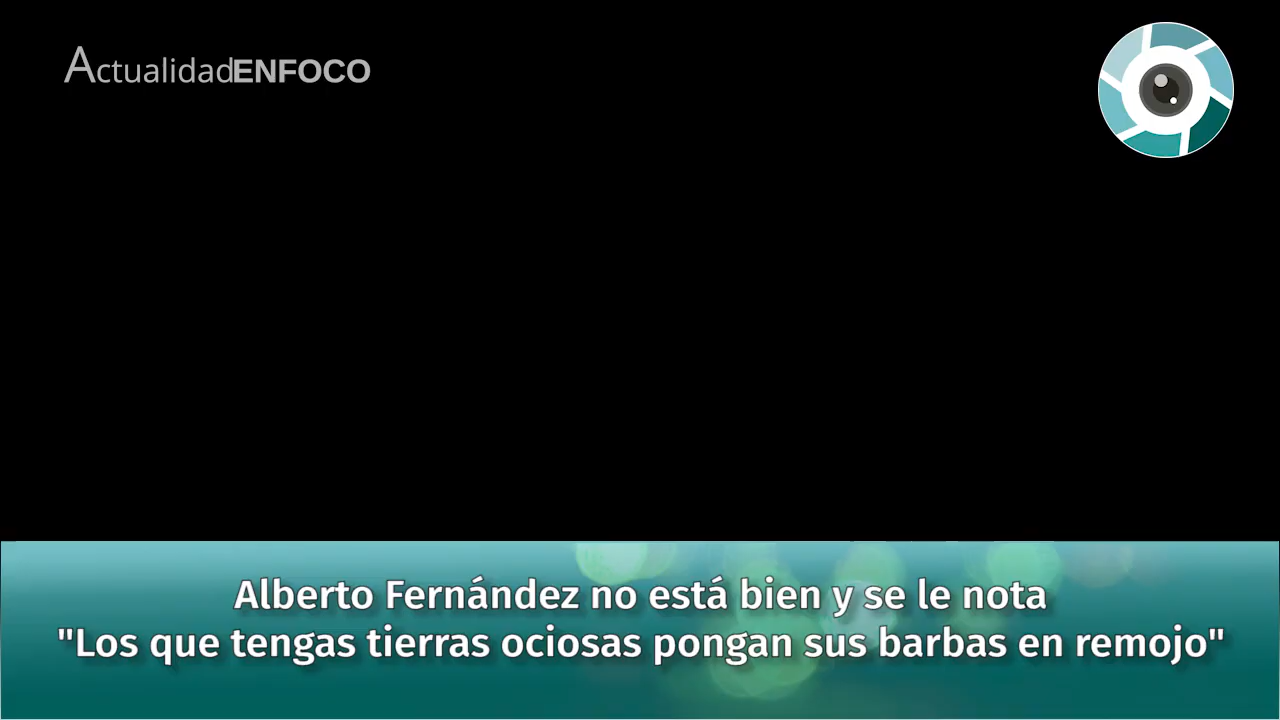 ActualidadENFOCO
Alberto Fernández no está bien y se le nota
"Los que tengas tierras ociosas pongan sus barbas en remojo"